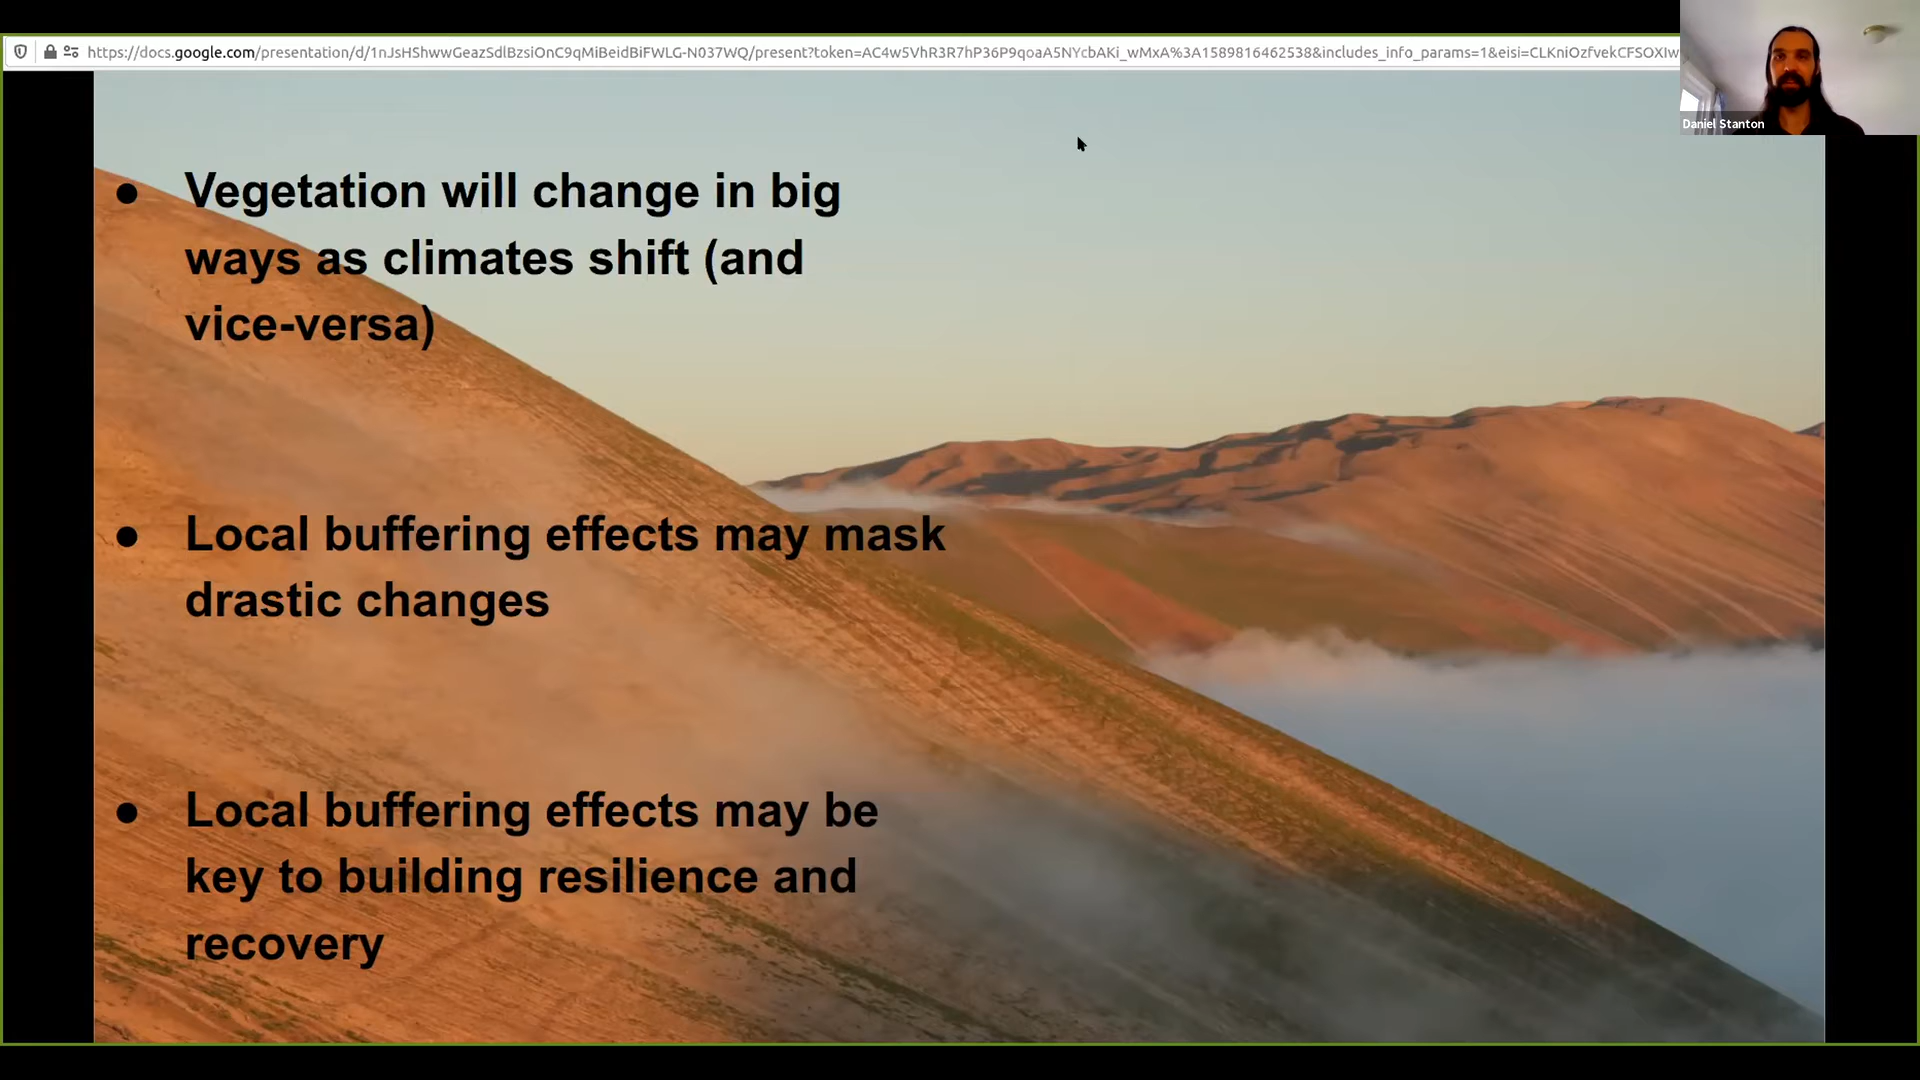 https://docs.google.com/presentation/d/1nJsHShwwGeazSdlBzsiOnC9qMiBeidBiFWLG-N037WQ/present?token=AC4w5VhR3R7hP36P9qoaA5NYcbAKi_wMxA%3A1589816462538&includes_info_params=1&eisi=CLKniOzfvekCFSOXIw
Daniel Stanton
● Vegetation will change in big
ways as climates shift (and
vice-versa)
● Local buffering effects may mask
drastic changes
● Local buffering effects may be
key to building resilience and
recovery